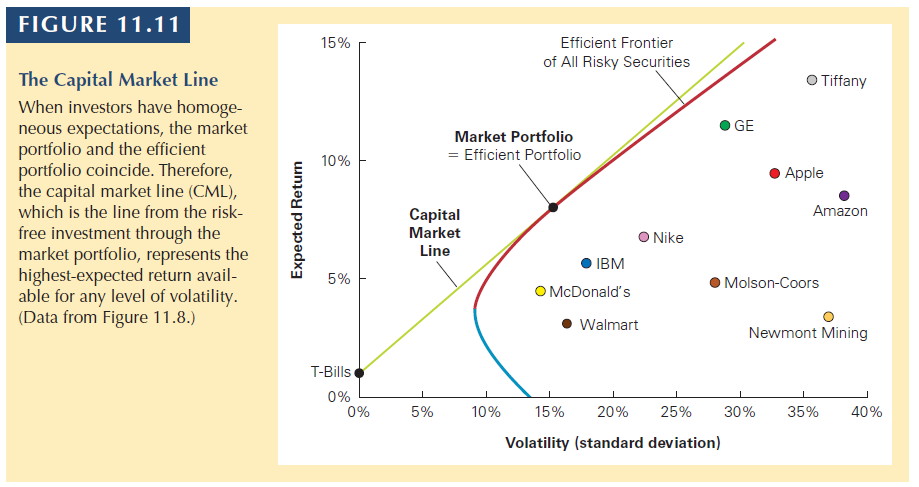 FIGURE 11.11
The Capital Market Line
When investors have homoge-
neous expectations, the market
portfolio and the efficient
portfolio coincide. Therefore,
the capital market line (CML),
which is the line from the risk-
free investment through the
market portfolio, represents the
highest-expected return avail-
able for any level of volatility.
(Data from Figure 11.8.)
Expected Return
15%
10%
5%
T-Bills
0%
Efficient Frontier
of All Risky Securities
Market Portfolio
= Efficient Portfolio
Capital
Market
Line
Tiffany
GE
Apple
Amazon
Nike
IBM
McDonald's
Molson-Coors
Walmart
Newmont Mining
0%
5%
10%
15%
20%
25%
30%
35%
40%
Volatility (standard deviation)